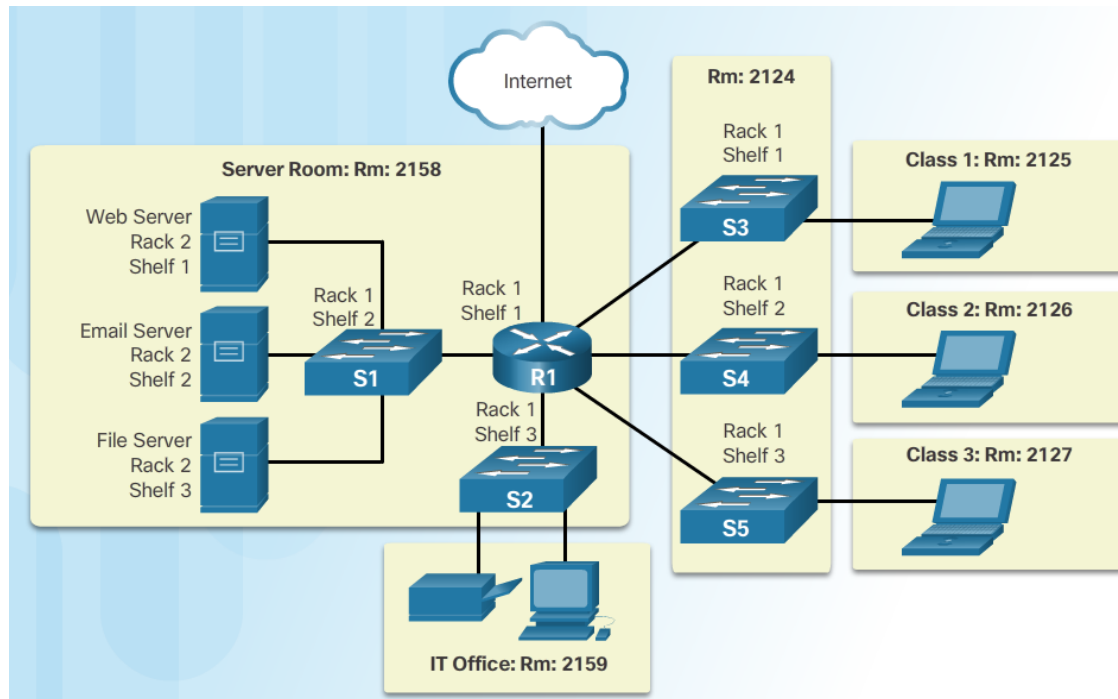 Internet
Server Room: Rm: 2158
Web Server
Rack 2
Shelf 1
Email Server
Rack 2
Shelf 2
File Server
Rack 2
Shelf 3
Rack 1
Shelf 2
S1
Rack 1
Shelf 1
R1
Rack 1
Shelf 3
S2
IT Office: Rm: 2159
Rm: 2124
Rack 1
Shelf 1
S3
Rack 1
Shelf 2
S4
Rack 1
Shelf 3
S5
Class 1: Rm: 2125
Class 2: Rm: 2126
Class 3: Rm: 2127